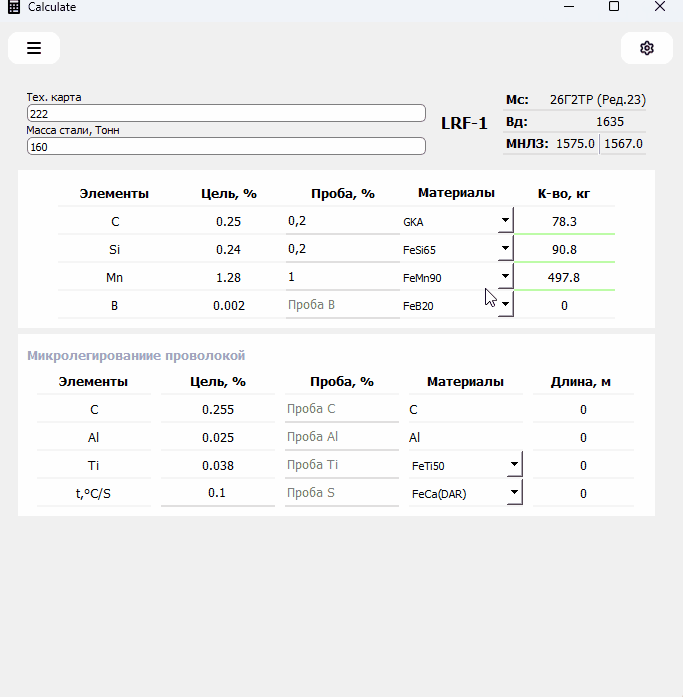 Calculate
Тех. карта
222
Масса стали, Тонн
160
LRF-1
Мс: 26Г2ТР (Ред.23)
Вд: 1635
МНЛЗ: 1575.0 1567.0
Элементы Цель, % Проба, % Материалы К-во, кг
C 0.25 0,2 GKA 78.3
Si 0.24 0,2 FeSi65 90.8
Mn 1.28 1 FeMn90 497.8
B 0.002 Проба B FeB20 0
Микролегированиие проволокой
Элементы Цель, % Проба, % Материалы Длина, м
C 0.255 Проба C C 0
Al 0.025 Проба Al Al 0
Ti 0.038 Проба Ti FeTi50 0
t,°C/S 0.1 Проба S FeCa(DAR) 0